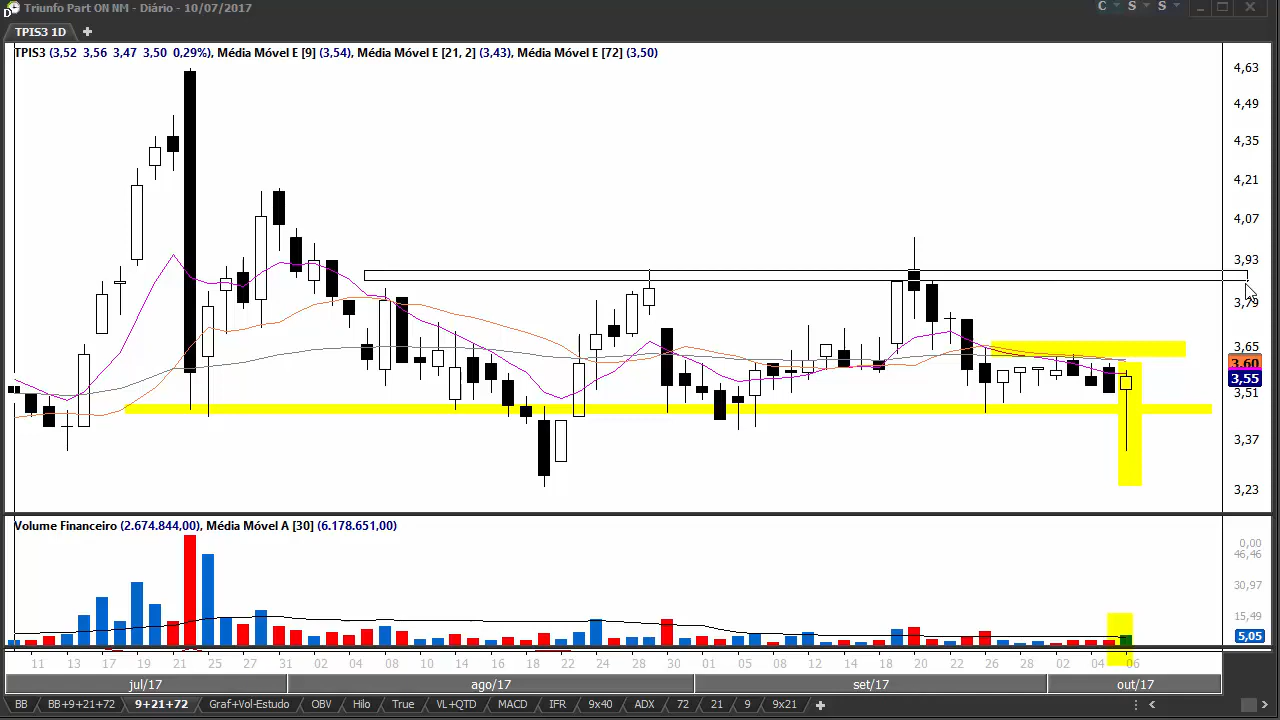 Triunfo Part ON NM - Diário - 10/07/2017
C S S
TPIS3 1D
TPIS3 (3,52 3,56 3,47 3,50 0,29%), Média Móvel E [9] (3,54), Média Móvel E [21, 2] (3,43), Média Móvel E [72] (3,50)
4,63
4,49
4,35
4,21
4,07
3,93
3,79
3,65
3,60
3,55
3,51
3,37
3,23
Volume Financeiro (2.674.844,00), Média Móvel A [30] (6.178.651,00)
0,00
46,46
30,97
15,49
5,05
11 13 17 19 21 25 27 31 02 04 08 10 14 16 18 22 24 28 30 01 05 08 12 14 18 20 22 26 28 02 04 06
jul/17 ago/17 set/17 out/17
BB BB+9+21+72 9+21+72 Graf+Vol-Estudo OBV Hilo True VL+QTD MACD IFR 9x40 ADX 72 21 9 9x21